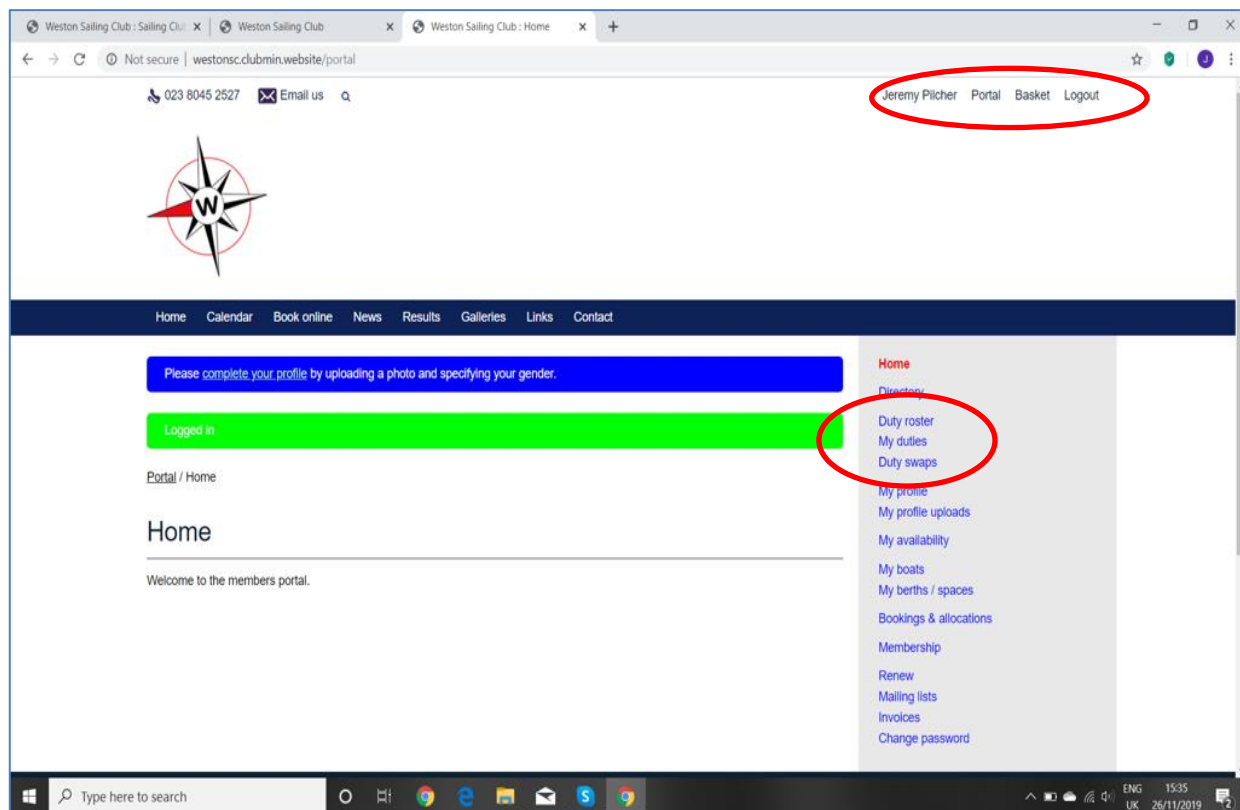 Weston Sailing Club : Sailing Clu
Weston Sailing Club
Weston Sailing Club : Home
Not secure | westonsc.clubmin.website/portal
J
023 8045 2527 Email us
Jeremy Pilcher Portal Basket Logout
W
Home Calendar Book online News Results Galleries Links Contact
Please complete your profile by uploading a photo and specifying your gender.
Logged in
Portal / Home
Home
Welcome to the members portal.
Home
Directory
Duty roster
My duties
Duty swaps
My profile
My profile uploads
My availability
My boats
My berths / spaces
Bookings & allocations
Membership
Renew
Mailing lists
Invoices
Change password
Type here to search
ENG 15:35
UK 26/11/2019
2